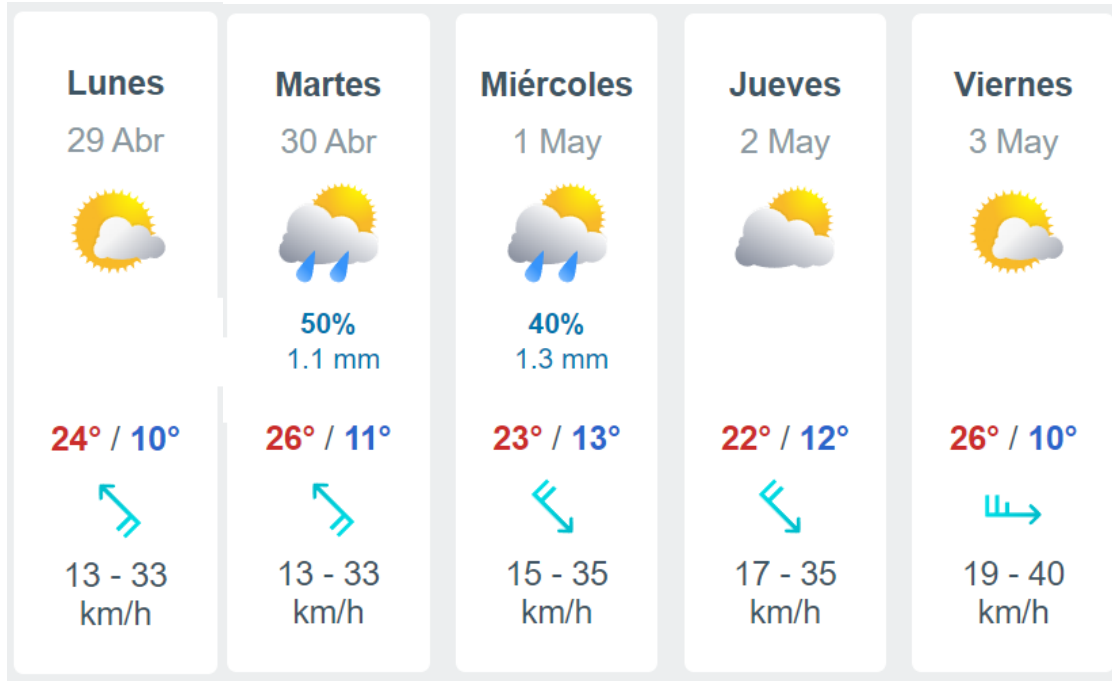 Lunes
29 Abr
24° / 10°
13 - 33
km/h
Martes
30 Abr
50%
1.1 mm
26° / 11°
13 - 33
km/h
Miércoles
1 May
40%
1.3 mm
23° / 13°
15 - 35
km/h
Jueves
2 May
22° / 12°
17 - 35
km/h
Viernes
3 May
26° / 10°
19 - 40
km/h